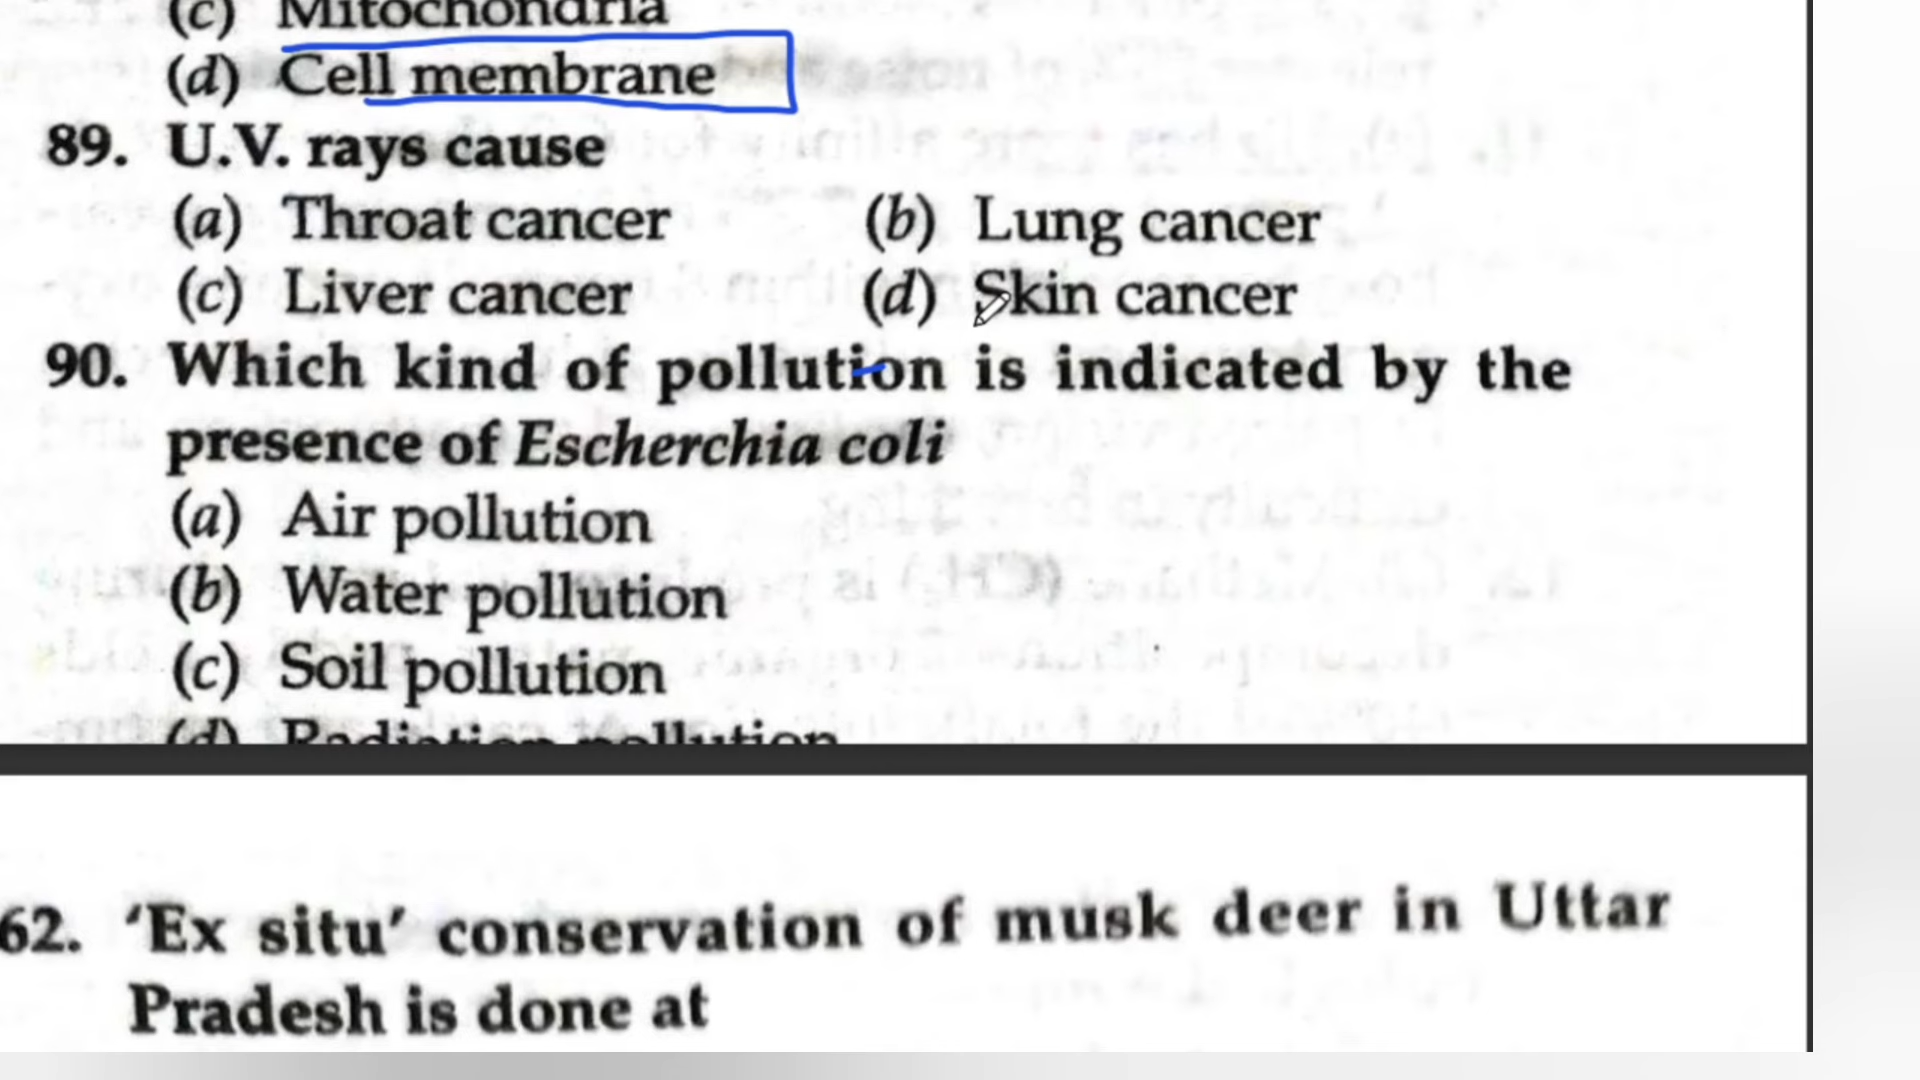 (c) Mitochondria
(d) Cell membrane
89. U.V. rays cause
(a) Throat cancer (b) Lung cancer
(c) Liver cancer (d) Skin cancer
90. Which kind of pollution is indicated by the
presence of Escherchia coli
(a) Air pollution
(b) Water pollution
(c) Soil pollution
(d) Radiation pollution
62. ‘Ex situ’ conservation of musk deer in Uttar
Pradesh is done at